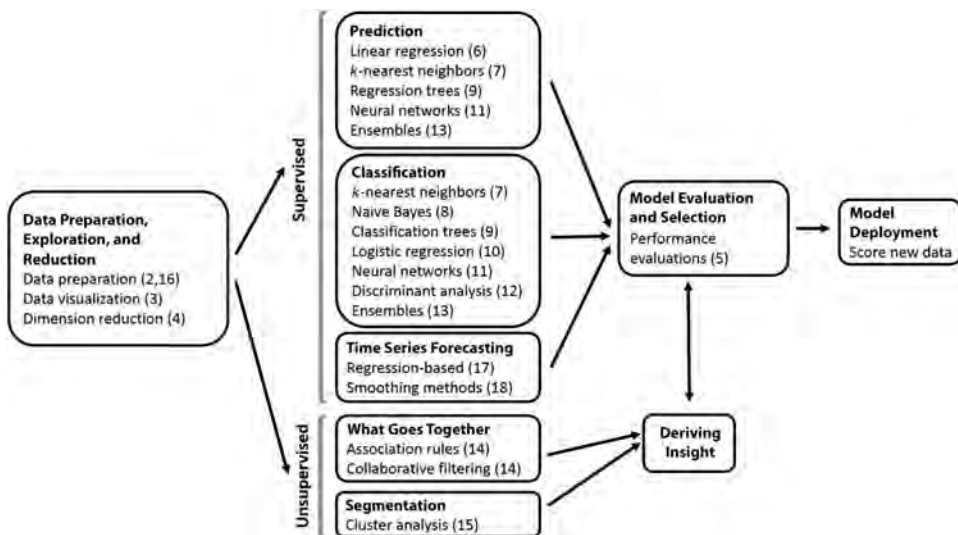 Data Preparation,
Exploration, and
Reduction
Data preparation (2,16)
Data visualization (3)
Dimension reduction (4)
Supervised
Prediction
Linear regression (6)
k-nearest neighbors (7)
Regression trees (9)
Neural networks (11)
Ensembles (13)
Classification
k-nearest neighbors (7)
Naive Bayes (8)
Classification trees (9)
Logistic regression (10)
Neural networks (11)
Discriminant analysis (12)
Ensembles (13)
Time Series Forecasting
Regression-based (17)
Smoothing methods (18)
Unsupervised
What Goes Together
Association rules (14)
Collaborative filtering (14)
Segmentation
Cluster analysis (15)
Model Evaluation
and Selection
Performance
evaluations (5)
Deriving
Insight
Model
Deployment
Score new data